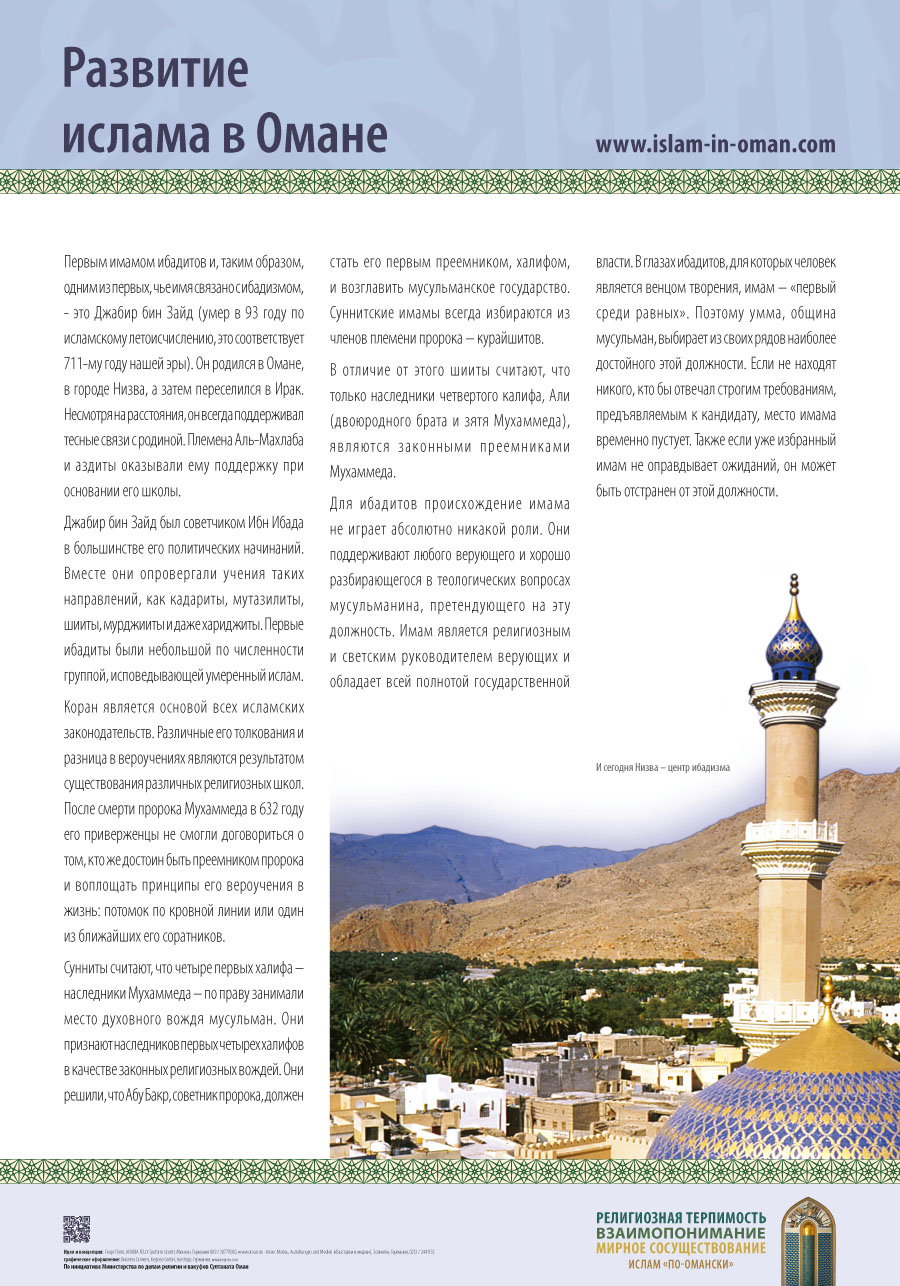 Развитие
ислама в Омане
www.islam-in-oman.com
Первым имамом ибадитов и, таким образом,
одним из первых, чье имя связано с ибадизмом,
- это Джабир бин Зайд (умер в 93 году по
исламскому летоисчислению, это соответствует
711-му году нашей эры). Он родился в Омане,
в городе Низва, а затем переселился в Ирак.
Несмотря на расстояния, он всегда поддерживал
тесные связи с родиной. Племена Аль-Махлаба
и аздиты оказывали ему поддержку при
основании его школы.
Джабир бин Зайд был советчиком Ибн Ибада
в большинстве его политических начинаний.
Вместе они опровергали учения таких
направлений, как кадариты, мутазилиты,
шииты, мурджииты и даже хариджиты. Первые
ибадиты были небольшой по численности
группой, исповедывающей умеренный ислам.
Коран является основой всех исламских
законодательств. Различные его толкования и
разница в вероучениях являются результатом
существования различных религиозных школ.
После смерти пророка Мухаммеда в 632 году
его приверженцы не смогли договориться о
том, кто же достоин быть преемником пророка
и воплощать принципы его вероучения в
жизнь: потомок по кровной линии или один
из ближайших его соратников.
Сунниты считают, что четыре первых халифа –
наследники Мухаммеда – по праву занимали
место духовного вождя мусульман. Они
признают наследников первых четырех халифов
в качестве законных религиозных вождей. Они
решили, что Абу Бакр, советник пророка, должен
стать его первым преемником, халифом,
и возглавить мусульманское государство.
Суннитские имамы всегда избираются из
членов племени пророка – курайшитов.
В отличие от этого шииты считают, что
только наследники четвертого калифа, Али
(двоюродного брата и зятя Мухаммеда),
являются законными преемниками
Мухаммеда.
Для ибадитов происхождение имама
не играет абсолютно никакой роли. Они
поддерживают любого верующего и хорошо
разбирающегося в теологических вопросах
мусульманина, претендующего на эту
должность. Имам является религиозным
и светским руководителем верующих и
обладает всей полнотой государственной
власти. В глазах ибадитов, для которых человек
является венцом творения, имам – «первый
среди равных». Поэтому умма, община
мусульман, выбирает из своих рядов наиболее
достойного этой должности. Если не находят
никого, кто бы отвечал строгим требованиям,
предъявляемым к кандидату, место имама
временно пустует. Также если уже избранный
имам не оправдывает ожиданий, он может
быть отстранен от этой должности.
И сегодня Низва – центр ибадизма
По инициативе Министерства по делам религии и вакуфов Султаната Оман
РЕЛИГИОЗНАЯ ТЕРПИМОСТЬ
ВЗАИМОПОНИМАНИЕ
МИРНОЕ СОСУЩЕСТВОВАНИЕ
ИСЛАМ «ПО-ОМАНСКИ»